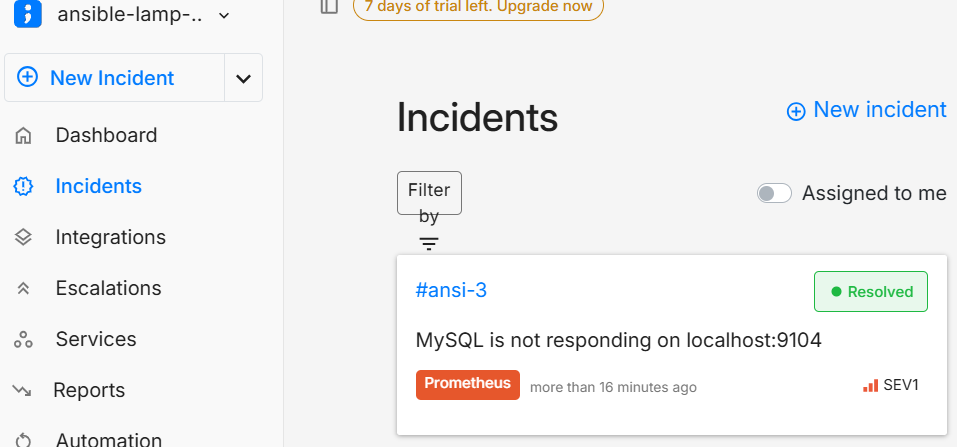 ansible-lamp-..
7 days of trial left. Upgrade now
New Incident
Dashboard
Incidents
Integrations
Escalations
Services
Reports
Automation
Incidents
New incident
Filter
by
Assigned to me
#ansi-3
Resolved
MySQL is not responding on localhost:9104
Prometheus
more than 16 minutes ago
SEV1